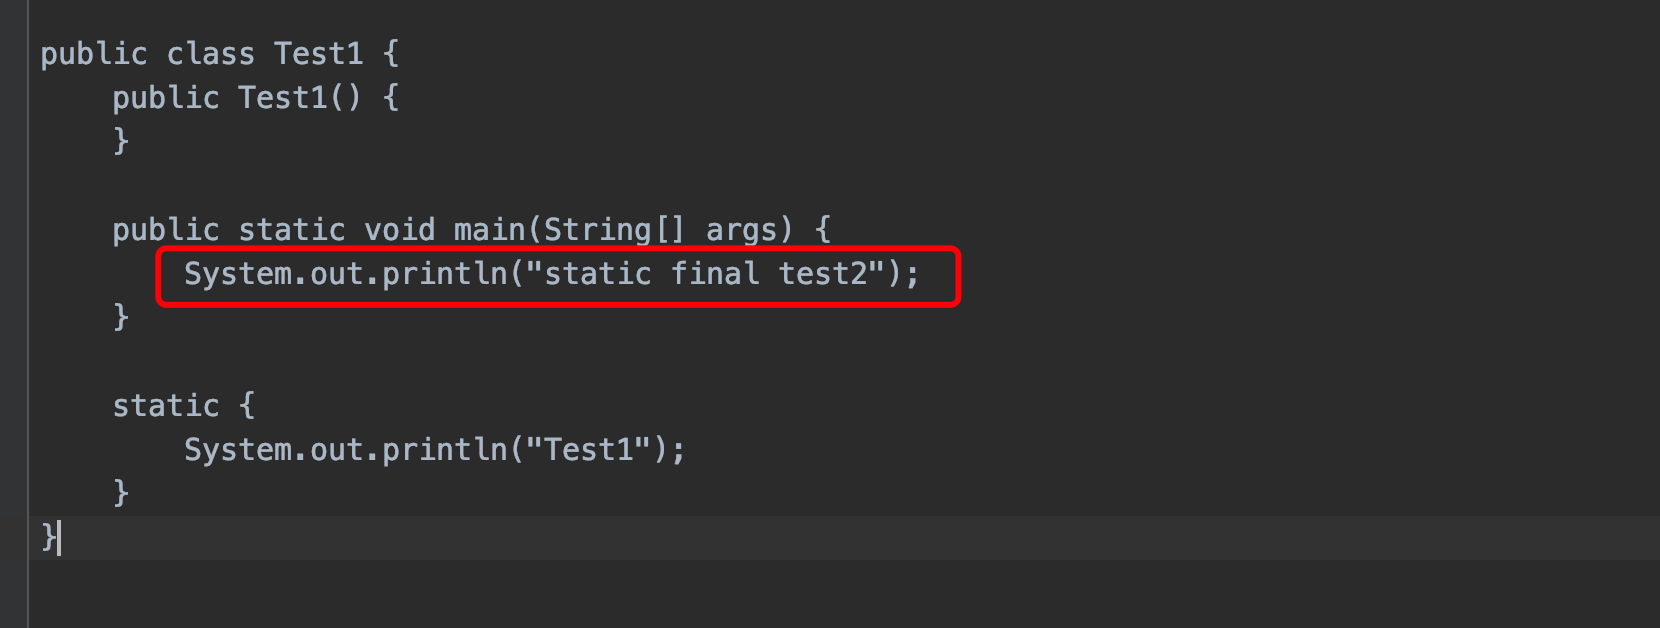 public class Test1 {
    public Test1() {
    }
    public static void main(String[] args) {
        System.out.println("static final test2");
    }
    static {
        System.out.println("Test1");
    }
}